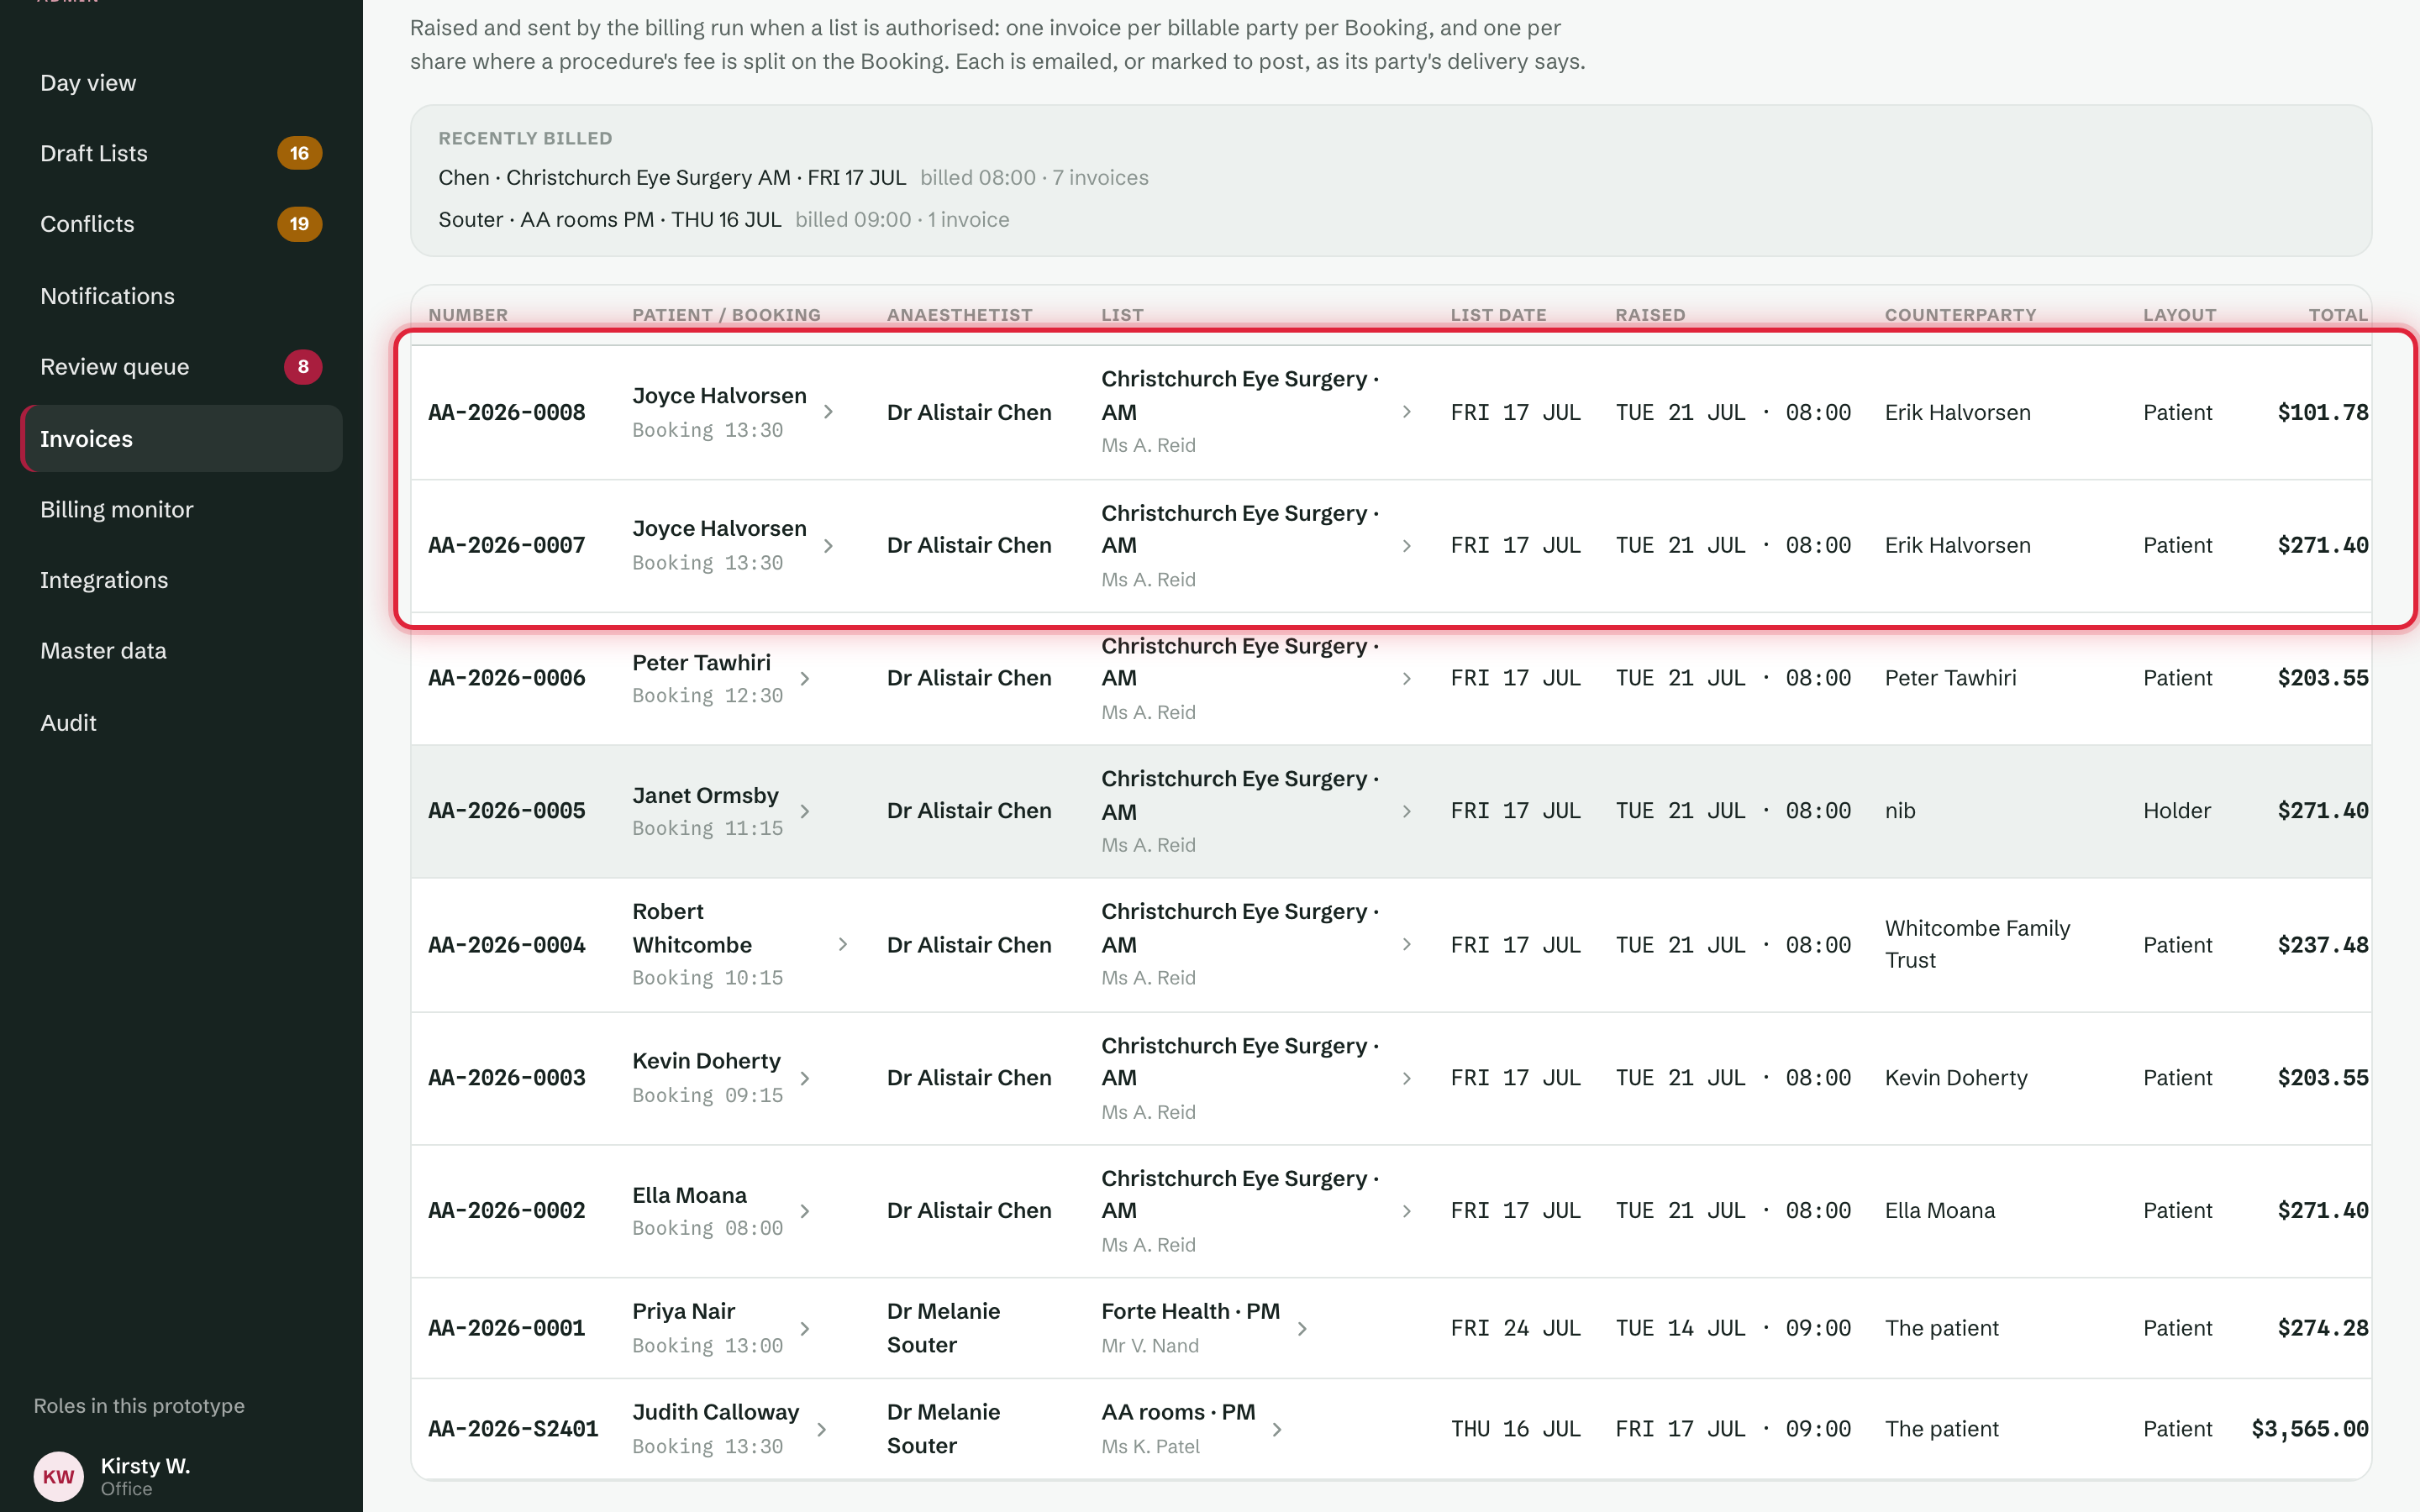 Day view
Draft Lists 16
Conflicts 19
Notifications
Review queue 8
Invoices
Billing monitor
Integrations
Master data
Audit
Roles in this prototype
KW
Kirsty W.
Office
Raised and sent by the billing run when a list is authorised: one invoice per billable party per Booking, and one per
share where a procedure's fee is split on the Booking. Each is emailed, or marked to post, as its party's delivery says.
RECENTLY BILLED
Chen · Christchurch Eye Surgery AM · FRI 17 JUL billed 08:00 · 7 invoices
Souter · AA rooms PM · THU 16 JUL billed 09:00 · 1 invoice
NUMBER PATIENT / BOOKING ANAESTHETIST LIST LIST DATE RAISED COUNTERPARTY LAYOUT TOTAL
AA-2026-0008 Joyce Halvorsen Booking 13:30 Dr Alistair Chen Christchurch Eye Surgery · AM Ms A. Reid FRI 17 JUL TUE 21 JUL · 08:00 Erik Halvorsen Patient $101.78
AA-2026-0007 Joyce Halvorsen Booking 13:30 Dr Alistair Chen Christchurch Eye Surgery · AM Ms A. Reid FRI 17 JUL TUE 21 JUL · 08:00 Erik Halvorsen Patient $271.40
AA-2026-0006 Peter Tawhiri Booking 12:30 Dr Alistair Chen Christchurch Eye Surgery · AM Ms A. Reid FRI 17 JUL TUE 21 JUL · 08:00 Peter Tawhiri Patient $203.55
AA-2026-0005 Janet Ormsby Booking 11:15 Dr Alistair Chen Christchurch Eye Surgery · AM Ms A. Reid FRI 17 JUL TUE 21 JUL · 08:00 nib Holder $271.40
AA-2026-0004 Robert Whitcombe Booking 10:15 Dr Alistair Chen Christchurch Eye Surgery · AM Ms A. Reid FRI 17 JUL TUE 21 JUL · 08:00 Whitcombe Family Trust Patient $237.48
AA-2026-0003 Kevin Doherty Booking 09:15 Dr Alistair Chen Christchurch Eye Surgery · AM Ms A. Reid FRI 17 JUL TUE 21 JUL · 08:00 Kevin Doherty Patient $203.55
AA-2026-0002 Ella Moana Booking 08:00 Dr Alistair Chen Christchurch Eye Surgery · AM Ms A. Reid FRI 17 JUL TUE 21 JUL · 08:00 Ella Moana Patient $271.40
AA-2026-0001 Priya Nair Booking 13:00 Dr Melanie Souter Forte Health · PM Mr V. Nand FRI 24 JUL TUE 14 JUL · 09:00 The patient Patient $274.28
AA-2026-S2401 Judith Calloway Booking 13:30 Dr Melanie Souter AA rooms · PM Ms K. Patel THU 16 JUL FRI 17 JUL · 09:00 The patient Patient $3,565.00